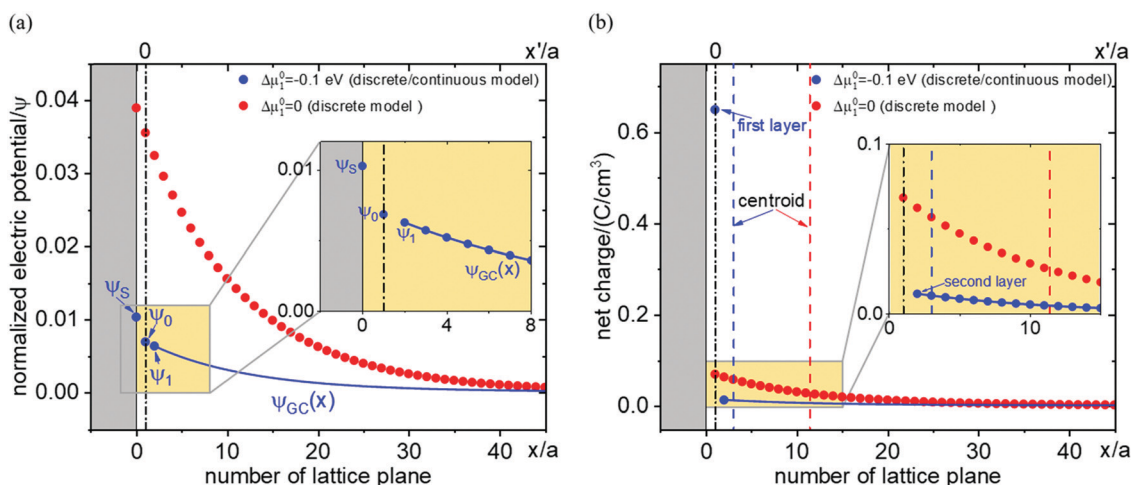 (a)
0
x'/a
Δμ₁⁰=-0.1 eV (discrete/continuous model)
Δμ₁⁰=0 (discrete model )
normalized electric potential/ψ
0.04
0.03
0.02
0.01
0.00
ψS
ψ0
ψ1
ψGC(x)
0.01
0.00
ψS
ψ0
ψ1
ψGC(x)
0 2 4 6 8
0 10 20 30 40 x/a
number of lattice plane
(b)
0
x'/a
Δμ₁⁰=-0.1 eV (discrete/continuous model)
Δμ₁⁰=0 (discrete model )
net charge/(C/cm³)
0.6
0.4
0.2
0.0
first layer
centroid
0.1
0.0
second layer
0 10
0 10 20 30 40 x/a
number of lattice plane